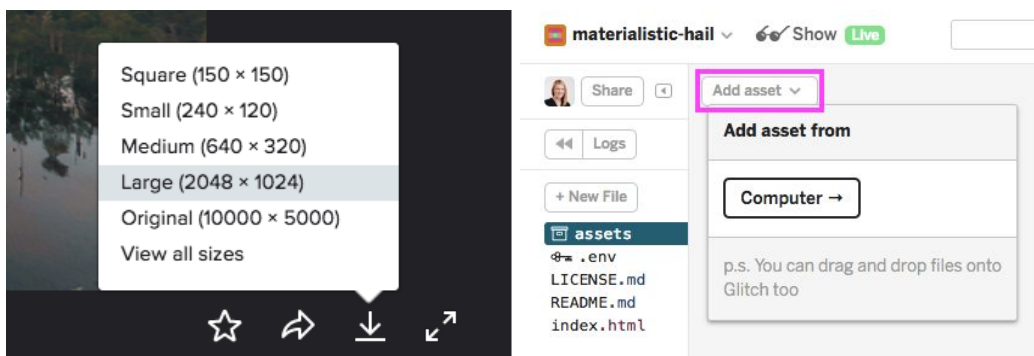 Square (150 × 150)
Small (240 × 120)
Medium (640 × 320)
Large (2048 × 1024)
Original (10000 × 5000)
View all sizes
materialistic-hail
Show
Live
Share
Add asset
Add asset from
Logs
Computer →
+ New File
assets
.env
p.s. You can drag and drop files onto
Glitch too
LICENSE.md
README.md
index.html